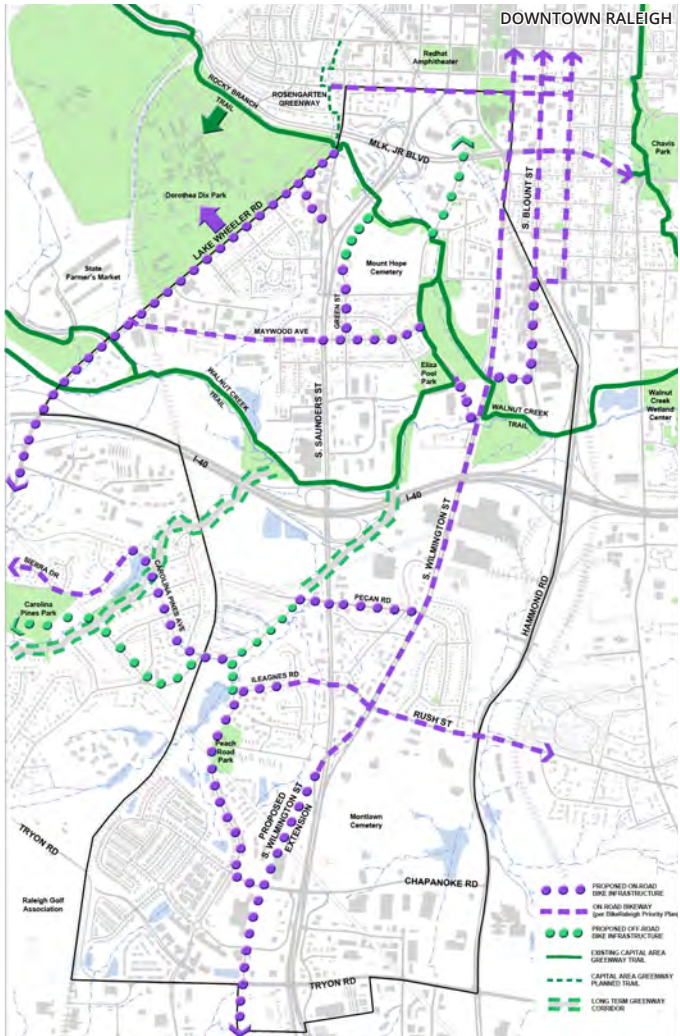 DOWNTOWN RALEIGH
Redhat
Amphitheater
ROCKY BRANCH
TRAIL
ROSENGARTEN
GREENWAY
MLK, JR BLVD
Chavis
Park
Dorothea Dix Park
LAKE WHEELER RD
S. BLOUNT ST
State
Farmer's Market
Mount Hope
Cemetery
GREEN ST
MAYWOOD AVE
Eliza
Pool
Park
WALNUT CREEK
TRAIL
S. SAUNDERS ST
WALNUT CREEK
TRAIL
Walnut
Creek
Wetland
Center
I-40
I-40
S. WILMINGTON ST
SIERRA DR
CAROLINA PINES AVE
Carolina
Pines Park
PECAN RD
HAMMOND RD
ILEAGNES RD
RUSH ST
Peach
Road
Park
PROPOSED
S. WILMINGTON ST
EXTENSION
Montlawn
Cemetery
TRYON RD
CHAPANOKE RD
Raleigh Golf
Association
TRYON RD
PROPOSED ON-ROAD
BIKE INFRASTRUCTURE
ON-ROAD BIKEWAY
(per BikeRaleigh Priority Plan)
PROPOSED OFF-ROAD
BIKE INFRASTRUCTURE
EXISTING CAPITAL AREA
GREENWAY TRAIL
CAPITAL AREA GREENWAY
PLANNED TRAIL
LONG TERM GREENWAY
CORRIDOR